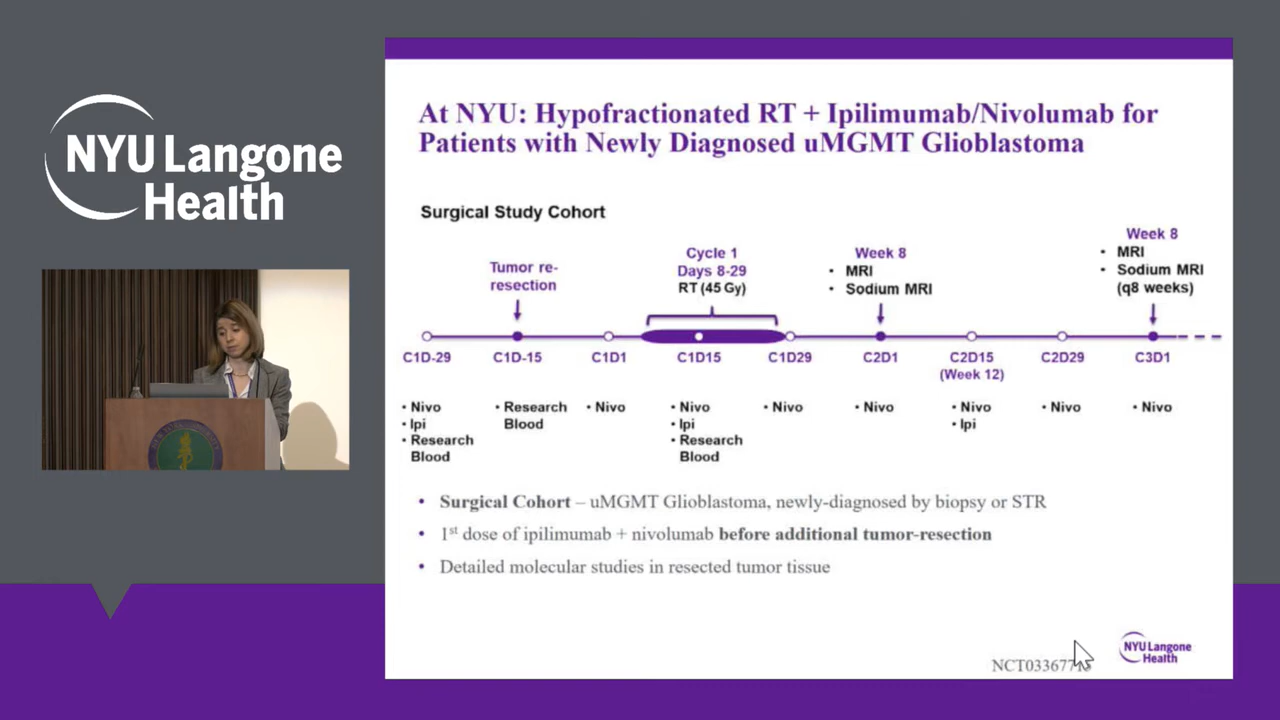 NYU Langone
Health
At NYU: Hypofractionated RT + Ipilimumab/Nivolumab for
Patients with Newly Diagnosed uMGMT Glioblastoma
Surgical Study Cohort
Tumor re-
resection
Cycle 1
Days 8-29
RT (45 Gy)
Week 8
• MRI
• Sodium MRI
Week 8
• MRI
• Sodium MRI
(q8 weeks)
C1D-29
C1D-15
C1D1
C1D15
C1D29
C2D1
C2D15
(Week 12)
C2D29
C3D1
• Nivo
• Ipi
• Research
Blood
• Research
Blood
• Nivo
• Nivo
• Ipi
• Research
Blood
• Nivo
• Nivo
• Nivo
• Ipi
• Nivo
• Nivo
• Surgical Cohort – uMGMT Glioblastoma, newly-diagnosed by biopsy or STR
• 1st dose of ipilimumab + nivolumab before additional tumor-resection
• Detailed molecular studies in resected tumor tissue
NYU Langone
Health